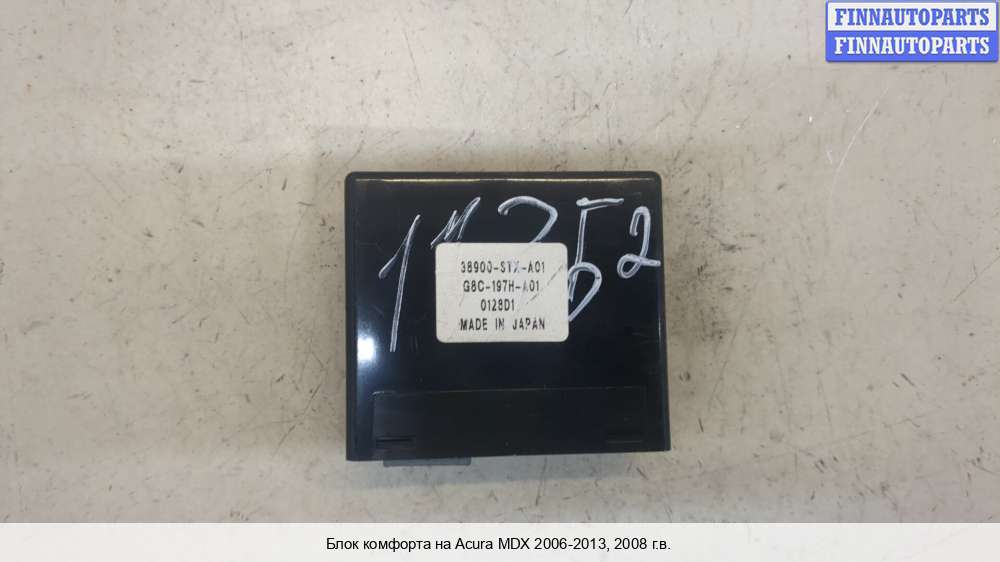 FINNAUTOPARTS
FINNAUTOPARTS
38900-STX-A01
G8C-197H-A01
0128D1
MADE IN JAPAN
Блок комфорта на Acura MDX 2006-2013, 2008 г.в.